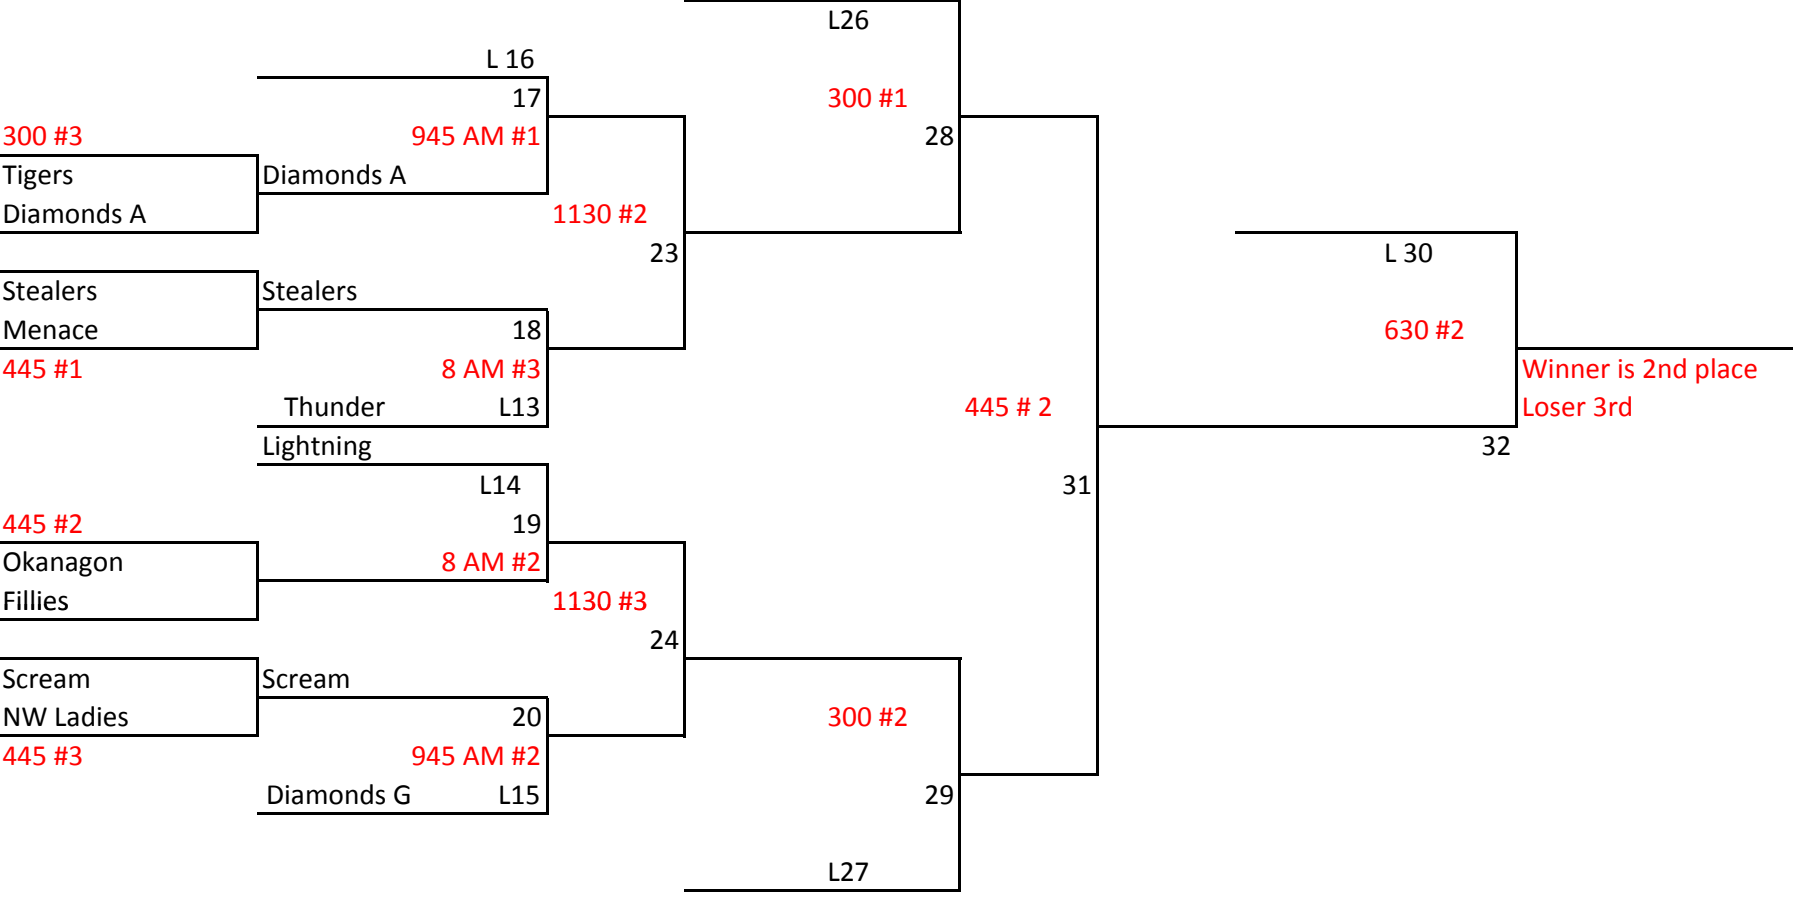 L26
L 16
17
300 #1
300 #3
945 AM #1
28
Tigers
Diamonds A
Diamonds A
1130 #2
23
L 30
Stealers
Stealers
Menace
18
630 #2
445 #1
8 AM #3
Winner is 2nd place
Thunder
L13
445 # 2
Loser 3rd
Lightning
32
L14
31
445 #2
19
Okanagon
8 AM #2
Fillies
1130 #3
24
Scream
Scream
NW Ladies
20
300 #2
445 #3
945 AM #2
Diamonds G
L15
29
L27